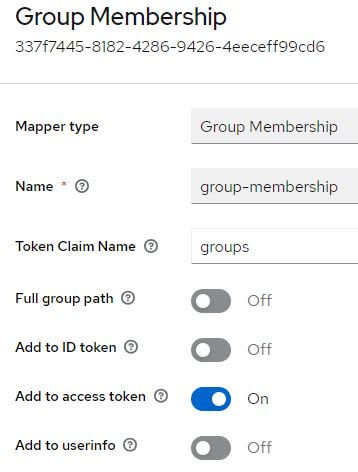 Group Membership
337f7445-8182-4286-9426-4eeceff99cd6
Mapper type
Group Membership
Name *
group-membership
Token Claim Name
groups
Full group path
Off
Add to ID token
Off
Add to access token
On
Add to userinfo
Off